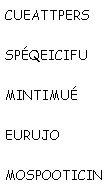 CUEATTPERS
SPÉQEICIFU
MINTIMUÉ
EURUJO
MOSPOOTICIN